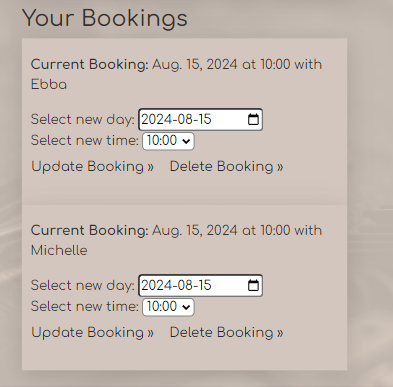 Your Bookings
Current Booking: Aug. 15, 2024 at 10:00 with
Ebba
Select new day: 2024-08-15
Select new time: 10:00
Update Booking » Delete Booking »
Current Booking: Aug. 15, 2024 at 10:00 with
Michelle
Select new day: 2024-08-15
Select new time: 10:00
Update Booking » Delete Booking »